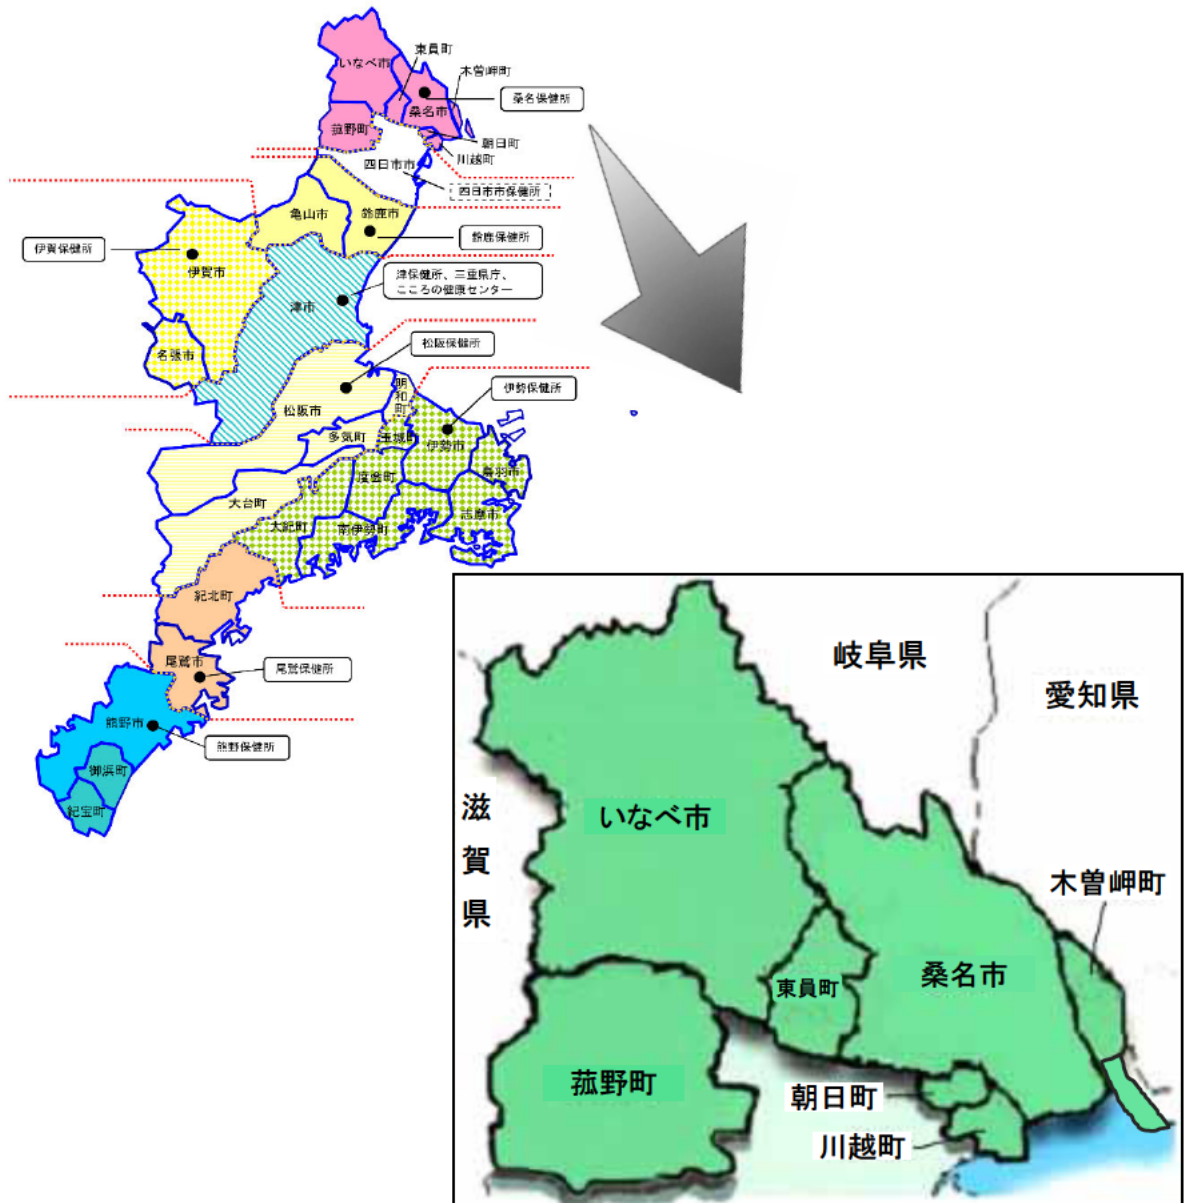 いなべ市
東員町
木曽岬町
桑名市
桑名保健所
菰野町
朝日町
川越町
四日市市
四日市市保健所
亀山市
鈴鹿市
鈴鹿保健所
伊賀保健所
伊賀市
津保健所、三重県庁、
こころの健康センター
津市
名張市
松阪保健所
伊勢保健所
松阪市
明和町
多気町
玉城町
伊勢市
鳥羽市
度会町
大台町
大紀町
南伊勢町
志摩市
紀北町
尾鷲市
尾鷲保健所
熊野市
熊野保健所
御浜町
紀宝町
岐阜県
愛知県
滋賀県
いなべ市
木曽岬町
桑名市
東員町
菰野町
朝日町
川越町